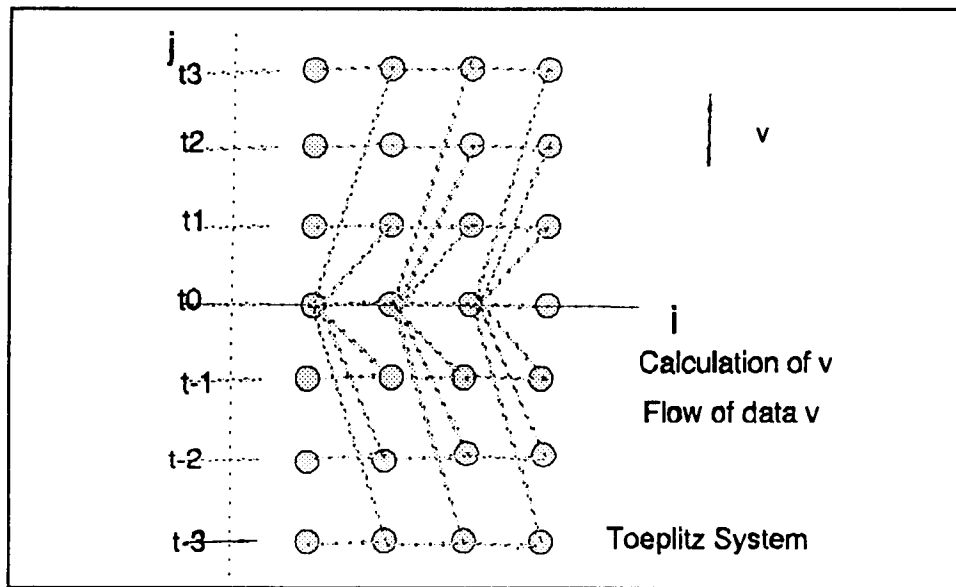 j
t3
t2
v
t1
t0
i
Calculation of v
t-1
Flow of data v
t-2
t-3
Toeplitz System